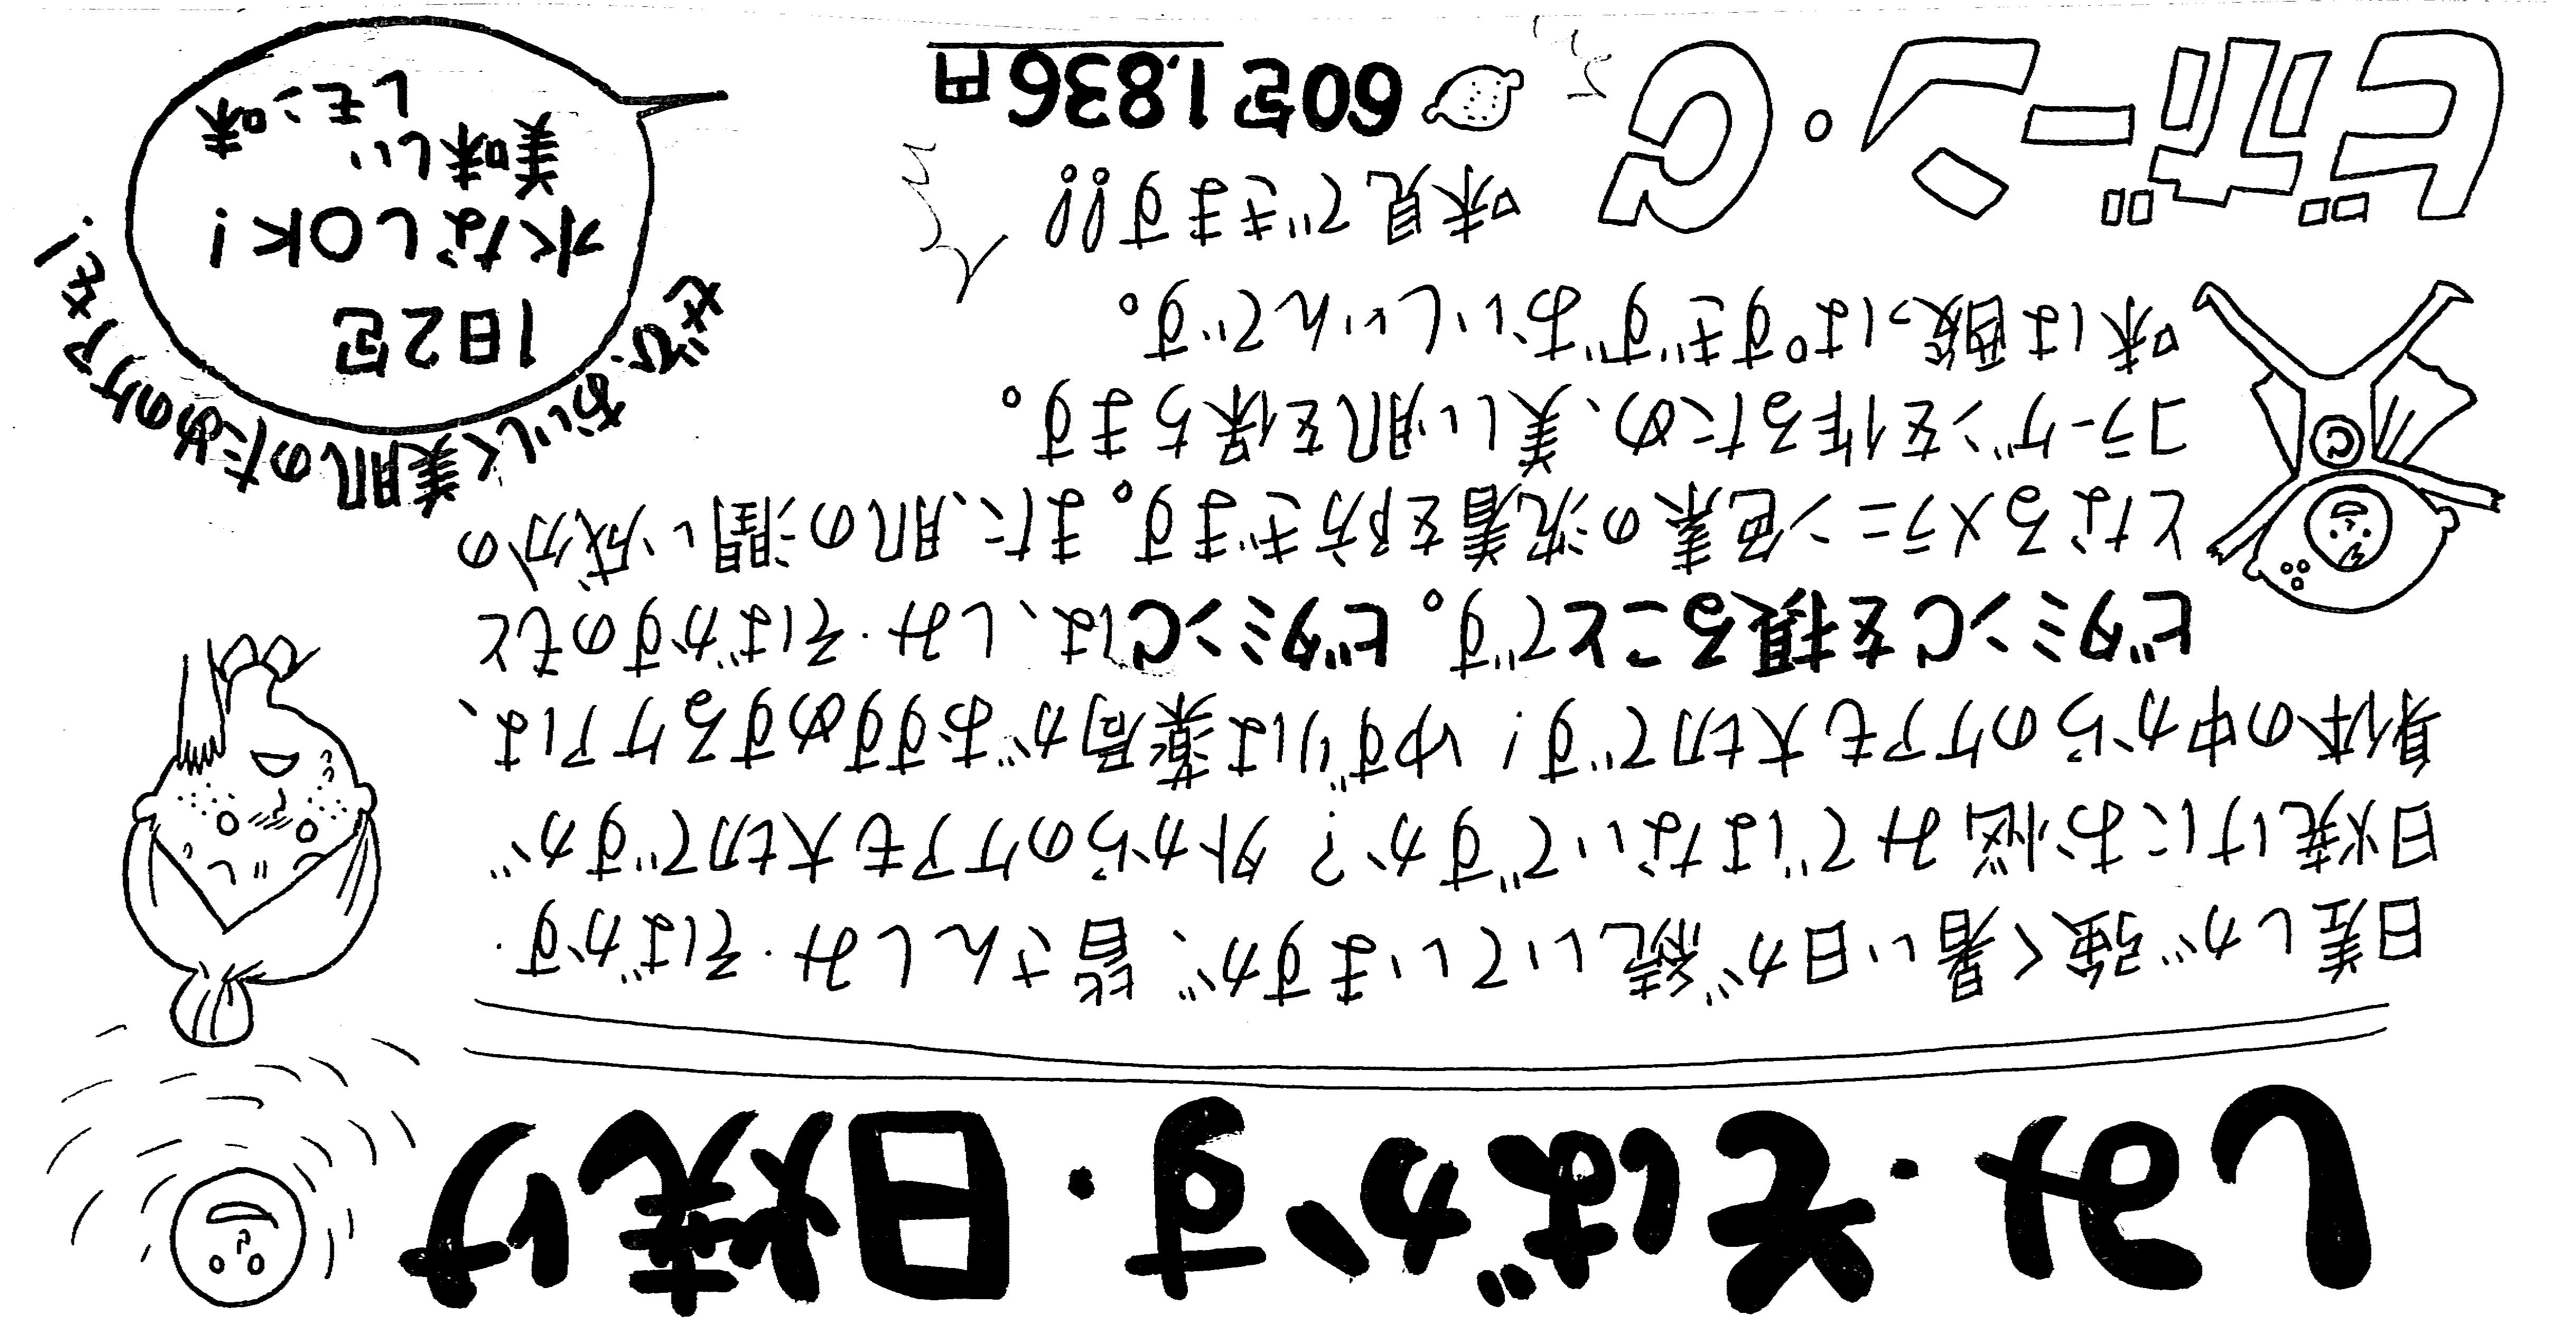 しみ・そばかす・日焼け
日差しが強く暑い日が続いていますが、皆さんしみ・そばかす・
日焼けにお悩みではないですか？外からのケアも大切ですが
身体の中からのケアも大切です！ゆずりは薬局がおすすめするケアは、
ビタミンCを摂ることです。ビタミンCは、しみ・そばかすのもと
となるメラニン色素の沈着を防ぎます。また、肌の潤い成分の
コラーゲンを作るため、美しい肌を保ちます。
味は酸っぱすぎずおいしいんです。
ビボーン・C
味見できます!!
60包1.836円
1日2包
水なしOK!
美味しい
レモン味
ぜひ、おいしく美肌のためのケアを!